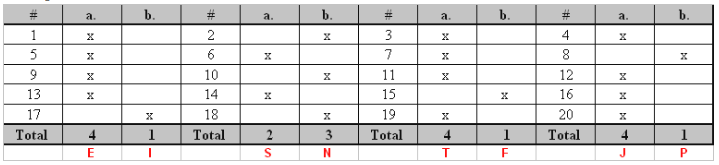 # a. b. # a. b. # a. b. # a. b.
1 x 2 x 3 x 4 x
5 x 6 x 7 x 8 x
9 x 10 x 11 x 12 x
13 x 14 x 15 x 16 x
17 x 18 x 19 x 20 x
Total 4 1 Total 2 3 Total 4 1 Total 4 1
E I S N T F J P